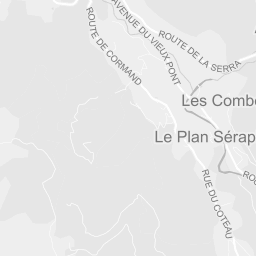 ROUTE DE CORMAND
AVENUE DU VIEUX PONT
ROUTE DE LA SERRA
Les Combe
Le Plan Sérap
RUE DU COTEAU